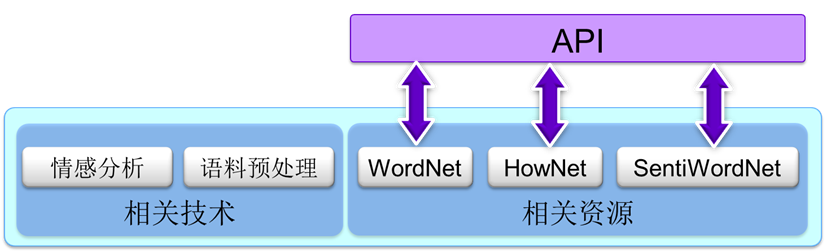 API
情感分析
语料预处理
WordNet
HowNet
SentiWordNet
相关技术
相关资源